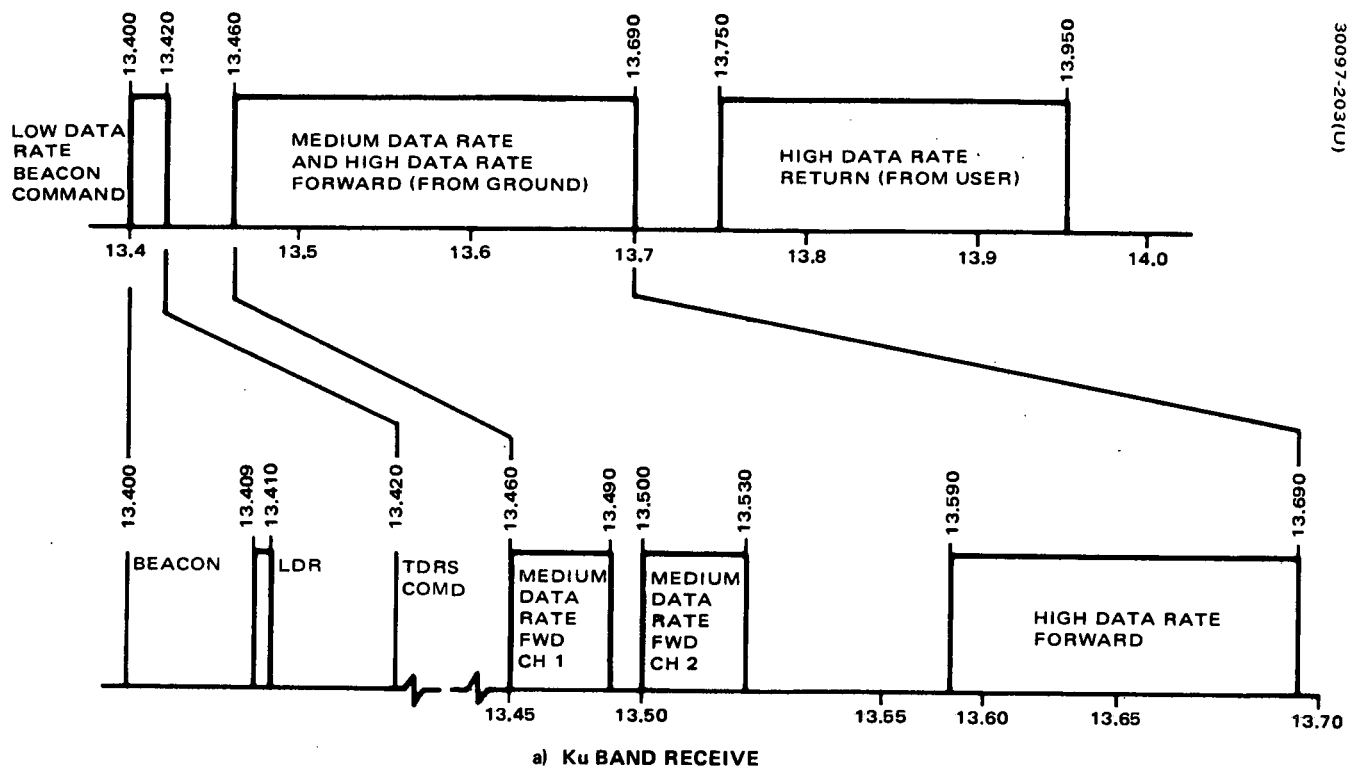 30097-203(U)
13.400
13.420
13.460
13.690
13.750
13.950
LOW DATA
RATE
BEACON
COMMAND
MEDIUM DATA RATE
AND HIGH DATA RATE
FORWARD (FROM GROUND)
HIGH DATA RATE
RETURN (FROM USER)
13.4
13.5
13.6
13.7
13.8
13.9
14.0
13.400
13.409
13.410
13.420
13.460
13.490
13.500
13.530
13.590
13.690
BEACON
LDR
TDRS
COMD
MEDIUM
DATA
RATE
FWD
CH 1
MEDIUM
DATA
RATE
FWD
CH 2
HIGH DATA RATE
FORWARD
13.45
13.50
13.55
13.60
13.65
13.70
a) Ku BAND RECEIVE